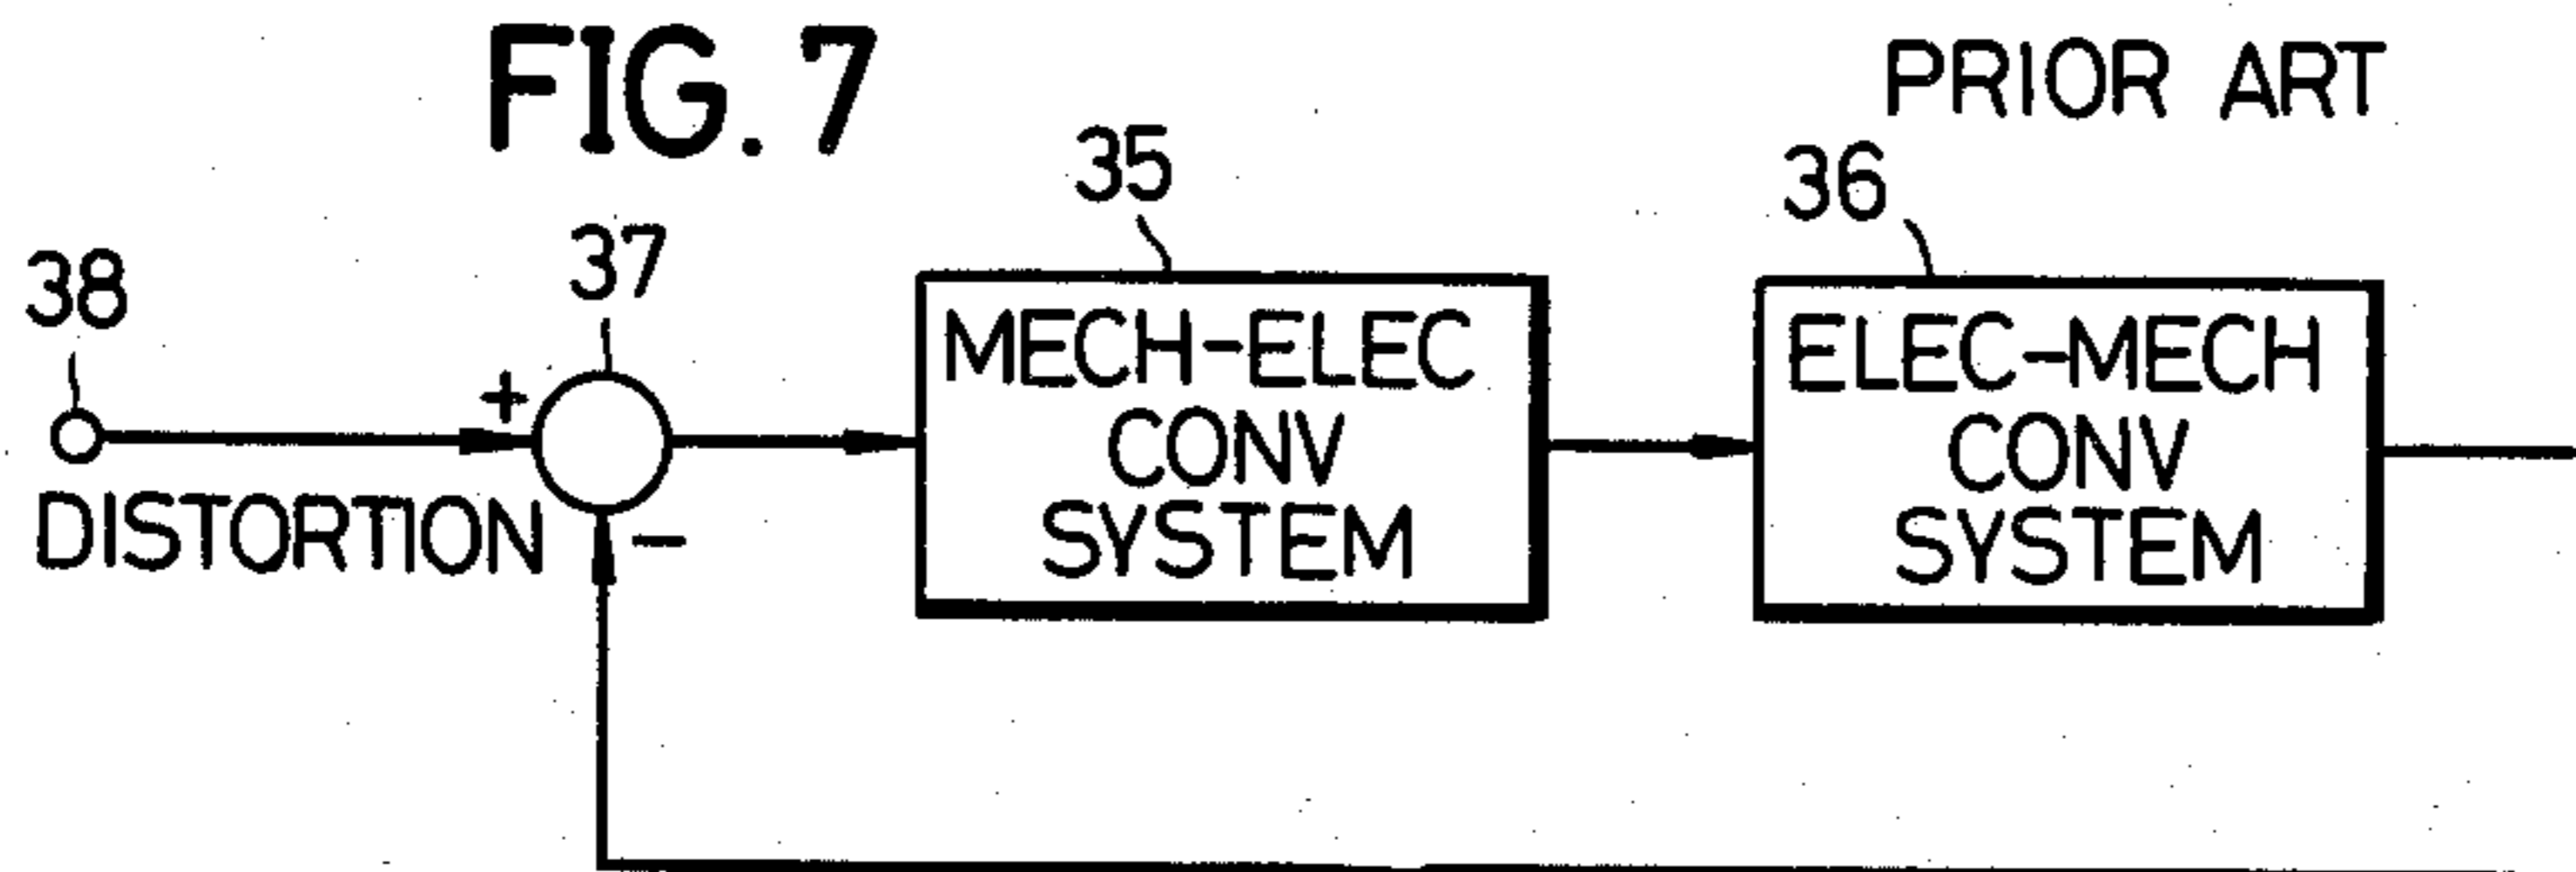 FIG. 7
PRIOR ART
35
36
37
38
+
-
DISTORTION
MECH-ELEC
CONV
SYSTEM
ELEC-MECH
CONV
SYSTEM